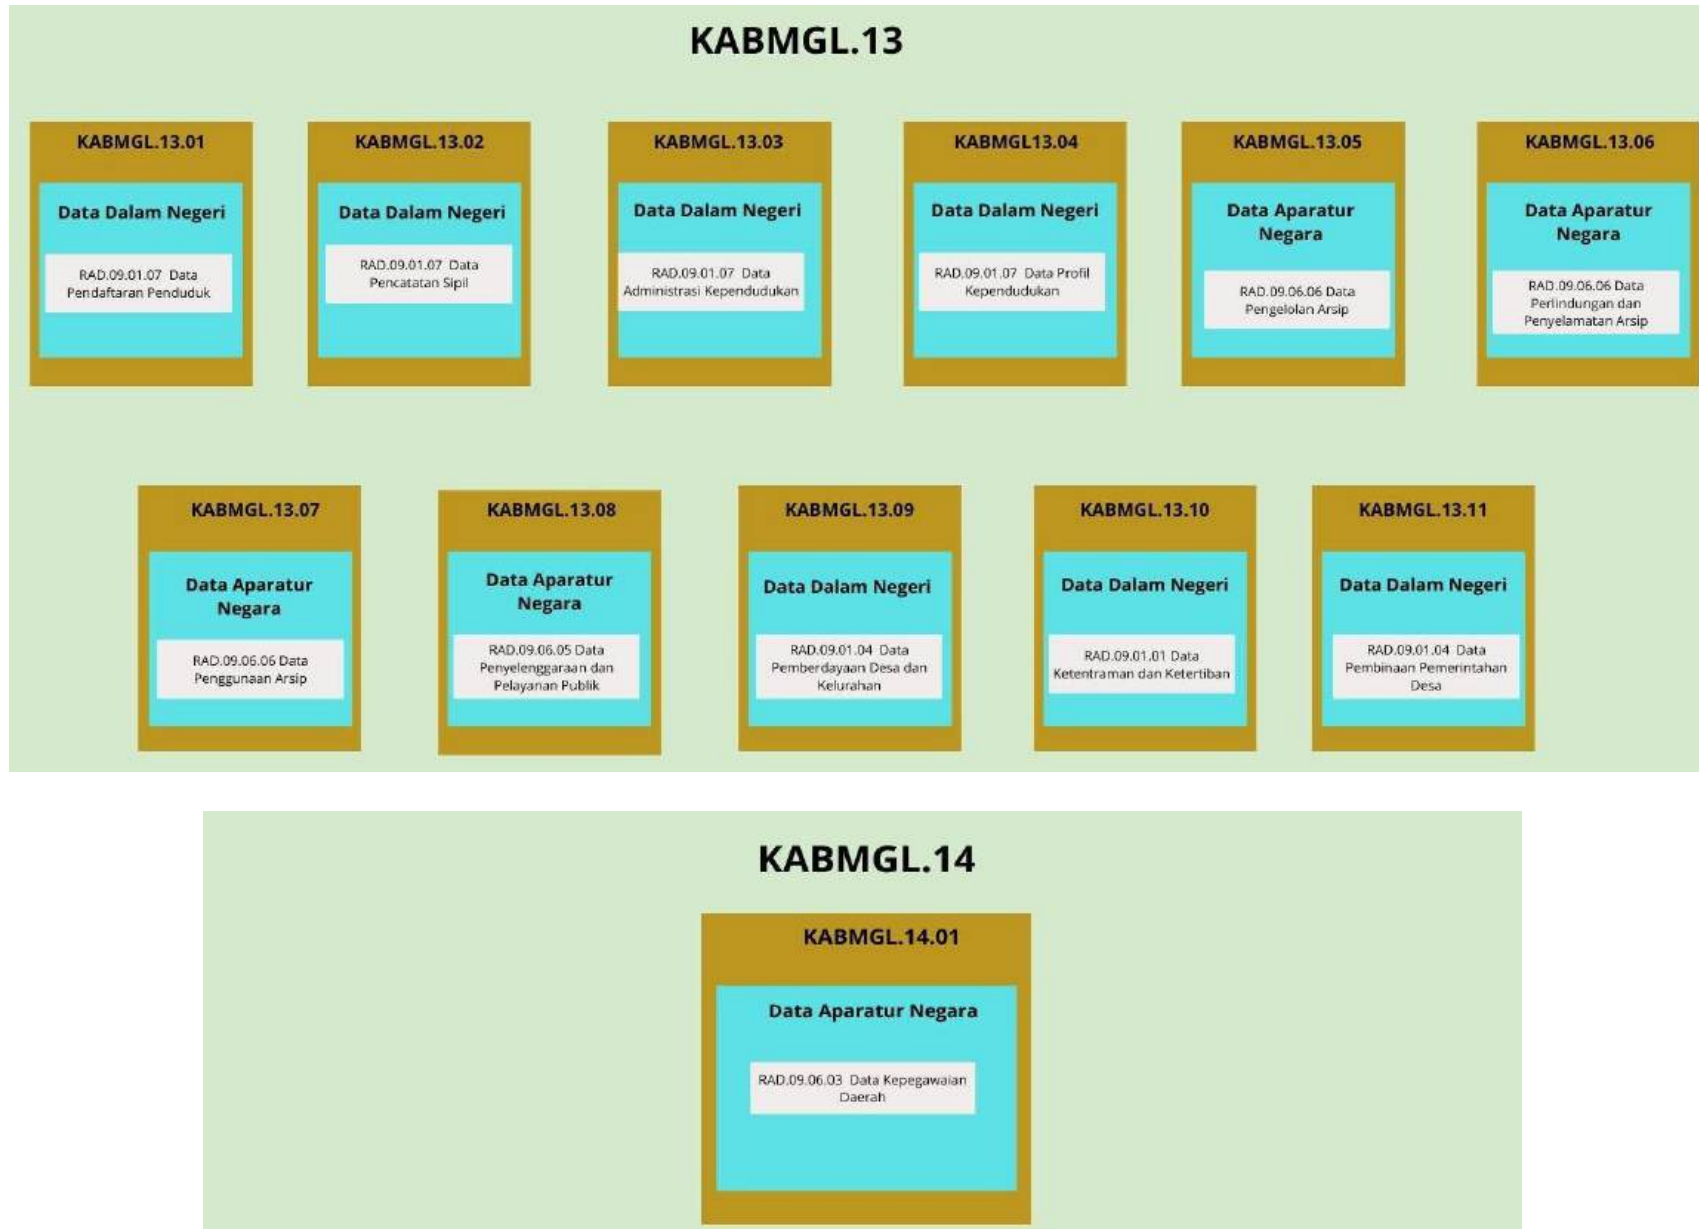 KABMGL.13
KABMGL.13.01
Data Dalam Negeri
RAD.09.01.07 Data
Pendaftaran Penduduk
KABMGL.13.02
Data Dalam Negeri
RAD.09.01.07 Data
Pencatatan Sipil
KABMGL.13.03
Data Dalam Negeri
RAD.09.01.07 Data
Administrasi Kependudukan
KABMGL13.04
Data Dalam Negeri
RAD.09.01.07 Data Profil
Kependudukan
KABMGL.13.05
Data Aparatur
Negara
RAD.09.06.06 Data
Pengelolan Arsip
KABMGL.13.06
Data Aparatur
Negara
RAD.09.06.06 Data
Perlindungan dan
Penyelamatan Arsip
KABMGL.13.07
Data Aparatur
Negara
RAD.09.06.06 Data
Penggunaan Arsip
KABMGL.13.08
Data Aparatur
Negara
RAD.09.06.05 Data
Penyelenggaraan dan
Pelayanan Publik
KABMGL.13.09
Data Dalam Negeri
RAD.09.01.04 Data
Pemberdayaan Desa dan
Kelurahan
KABMGL.13.10
Data Dalam Negeri
RAD.09.01.01 Data
Ketentraman dan Ketertiban
KABMGL.13.11
Data Dalam Negeri
RAD.09.01.04 Data
Pembinaan Pemerintahan
Desa
KABMGL.14
KABMGL.14.01
Data Aparatur Negara
RAD.09.06.03 Data Kepegawaian
Daerah